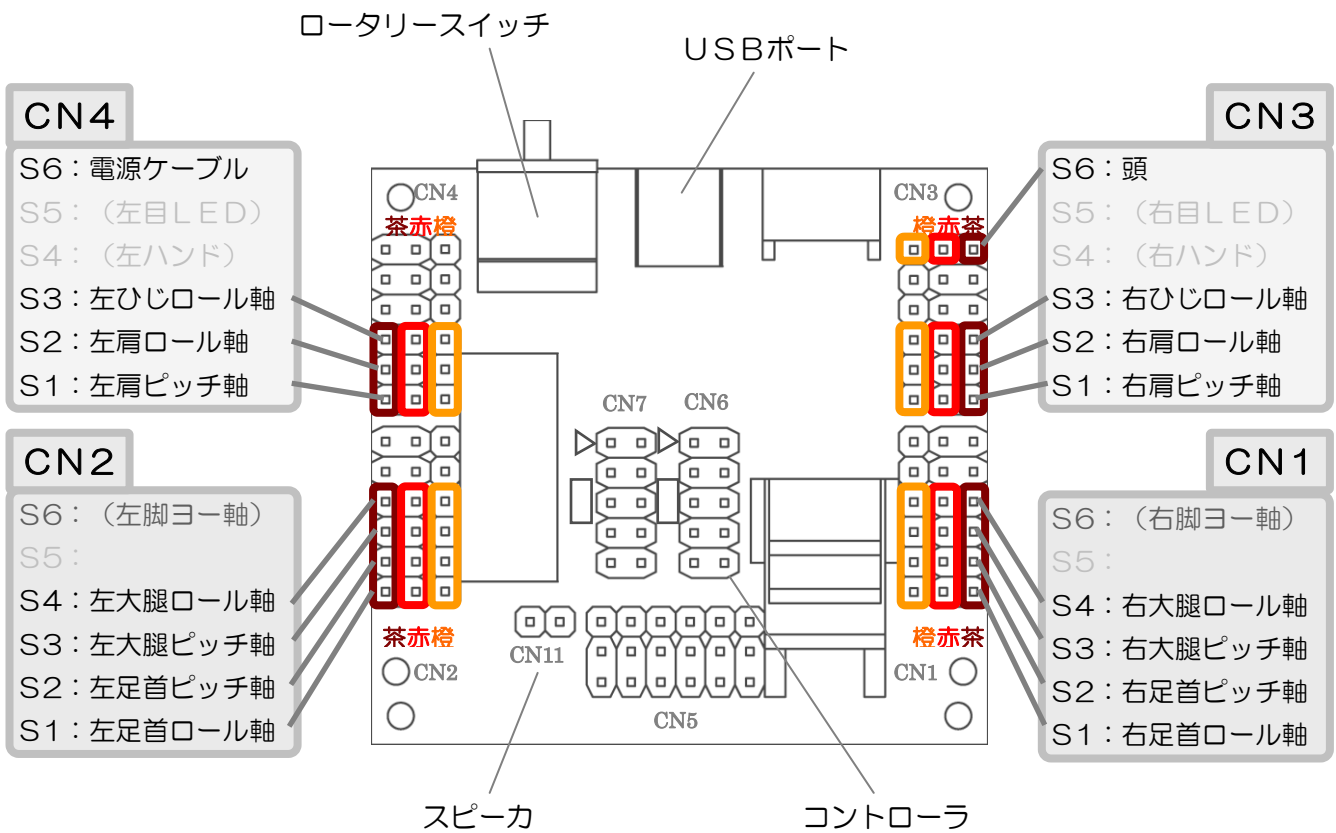 ロータリースイッチ
USBポート
CN4
S6：電源ケーブル
S5：（左目LED）
S4：（左ハンド）
S3：左ひじロール軸
S2：左肩ロール軸
S1：左肩ピッチ軸
CN3
S6：頭
S5：（右目LED）
S4：（右ハンド）
S3：右ひじロール軸
S2：右肩ロール軸
S1：右肩ピッチ軸
CN4
茶赤橙
CN3
橙赤茶
CN7
CN6
CN2
S6：（左脚ヨー軸）
S5：
S4：左大腿ロール軸
S3：左大腿ピッチ軸
S2：左足首ピッチ軸
S1：左足首ロール軸
CN1
S6：（右脚ヨー軸）
S5：
S4：右大腿ロール軸
S3：右大腿ピッチ軸
S2：右足首ピッチ軸
S1：右足首ロール軸
茶赤橙
CN2
CN11
CN5
橙赤茶
CN1
スピーカ
コントローラ